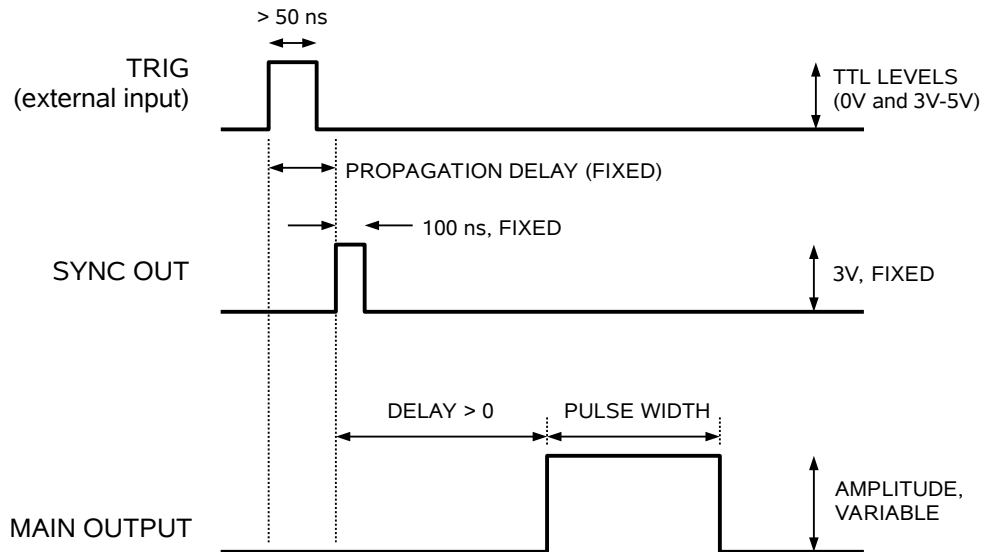 > 50 ns
TRIG
(external input)
TTL LEVELS
(0V and 3V-5V)
PROPAGATION DELAY (FIXED)
100 ns, FIXED
SYNC OUT
3V, FIXED
DELAY > 0
PULSE WIDTH
AMPLITUDE,
VARIABLE
MAIN OUTPUT